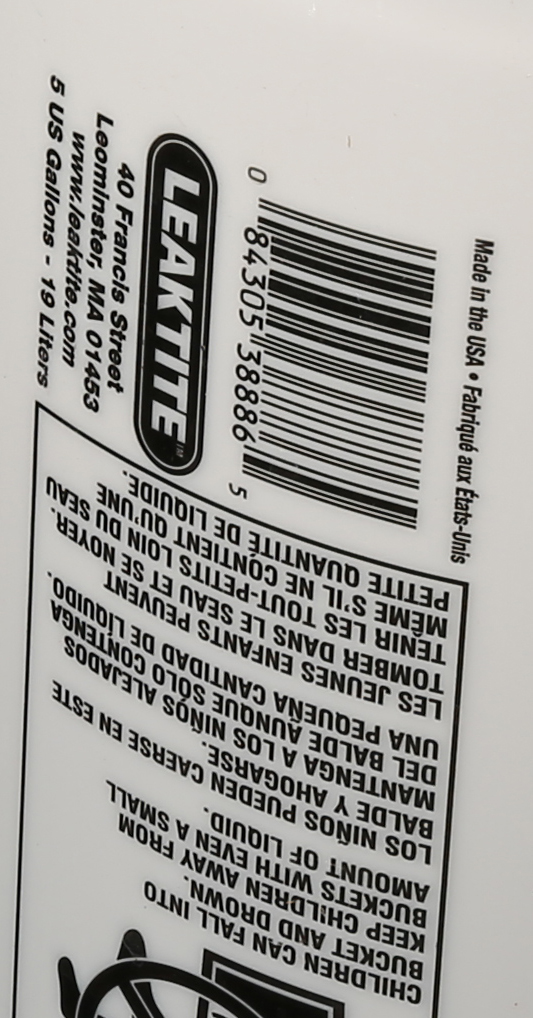 CHILDREN CAN FALL INTO
BUCKET AND DROWN.
KEEP CHILDREN AWAY FROM
BUCKETS WITH EVEN A SMALL
AMOUNT OF LIQUID.
LOS NIÑOS PUEDEN CAERSE EN ESTE
BALDE Y AHOGARSE.
MANTENGA A LOS NIÑOS ALEJADOS
DEL BALDE AUNQUE SÓLO CONTENGA
UNA PEQUEÑA CANTIDAD DE LÍQUIDO.
LES JEUNES ENFANTS PEUVENT
TOMBER DANS LE SEAU ET SE NOYER.
TENIR LES TOUT-PETITS LOIN DU SEAU
MÊME S'IL NE CONTIENT QU'UNE
PETITE QUANTITÉ DE LIQUIDE.
Made in the USA • Fabriqué aux États-Unis
0 84305 38886 5
LEAKTITE™
40 Francis Street
Leominster, MA 01453
www.leaktite.com
5 US Gallons - 19 Liters